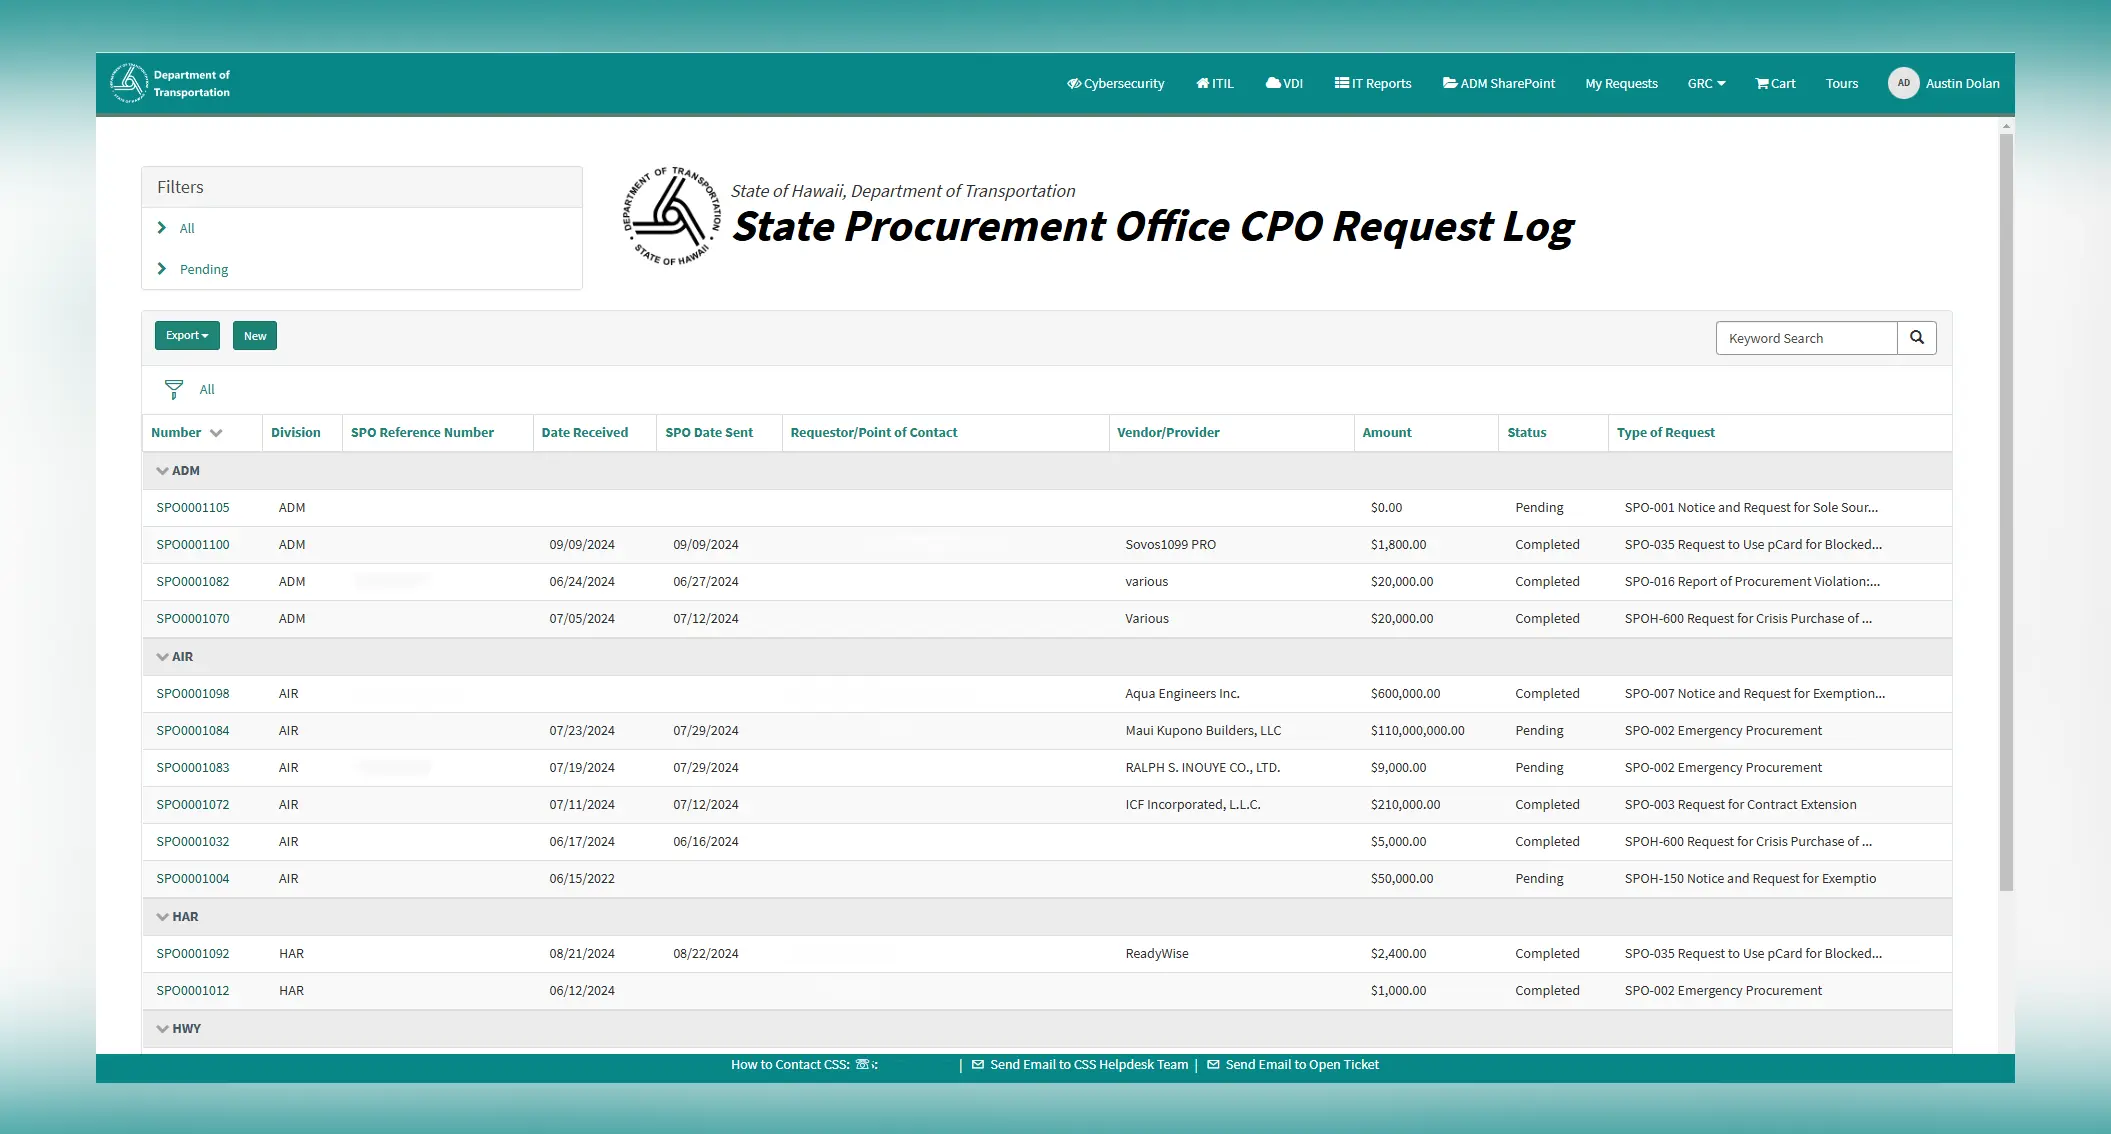 Department of
Transportation
Cybersecurity ITIL VDI IT Reports ADM SharePoint My Requests GRC Cart Tours AD Austin Dolan
Filters
All
Pending
DEPARTMENT OF TRANSPORTATION
STATE OF HAWAII
State of Hawaii, Department of Transportation
State Procurement Office CPO Request Log
Export New Keyword Search
All
Number Division SPO Reference Number Date Received SPO Date Sent Requestor/Point of Contact Vendor/Provider Amount Status Type of Request
ADM
SPO0001105 ADM $0.00 Pending SPO-001 Notice and Request for Sole Sour...
SPO0001100 ADM 09/09/2024 09/09/2024 Sovos1099 PRO $1,800.00 Completed SPO-035 Request to Use pCard for Blocked...
SPO0001082 ADM 06/24/2024 06/27/2024 various $20,000.00 Completed SPO-016 Report of Procurement Violation:...
SPO0001070 ADM 07/05/2024 07/12/2024 Various $20,000.00 Completed SPOH-600 Request for Crisis Purchase of ...
AIR
SPO0001098 AIR Aqua Engineers Inc. $600,000.00 Completed SPO-007 Notice and Request for Exemption...
SPO0001084 AIR 07/23/2024 07/29/2024 Maui Kupono Builders, LLC $110,000,000.00 Pending SPO-002 Emergency Procurement
SPO0001083 AIR 07/19/2024 07/29/2024 RALPH S. INOUYE CO., LTD. $9,000.00 Pending SPO-002 Emergency Procurement
SPO0001072 AIR 07/11/2024 07/12/2024 ICF Incorporated, L.L.C. $210,000.00 Completed SPO-003 Request for Contract Extension
SPO0001032 AIR 06/17/2024 06/16/2024 $5,000.00 Completed SPOH-600 Request for Crisis Purchase of ...
SPO0001004 AIR 06/15/2022 $50,000.00 Pending SPOH-150 Notice and Request for Exemptio
HAR
SPO0001092 HAR 08/21/2024 08/22/2024 ReadyWise $2,400.00 Completed SPO-035 Request to Use pCard for Blocked...
SPO0001012 HAR 06/12/2024 $1,000.00 Completed SPO-002 Emergency Procurement
HWY
How to Contact CSS: ☏: | Send Email to CSS Helpdesk Team | Send Email to Open Ticket